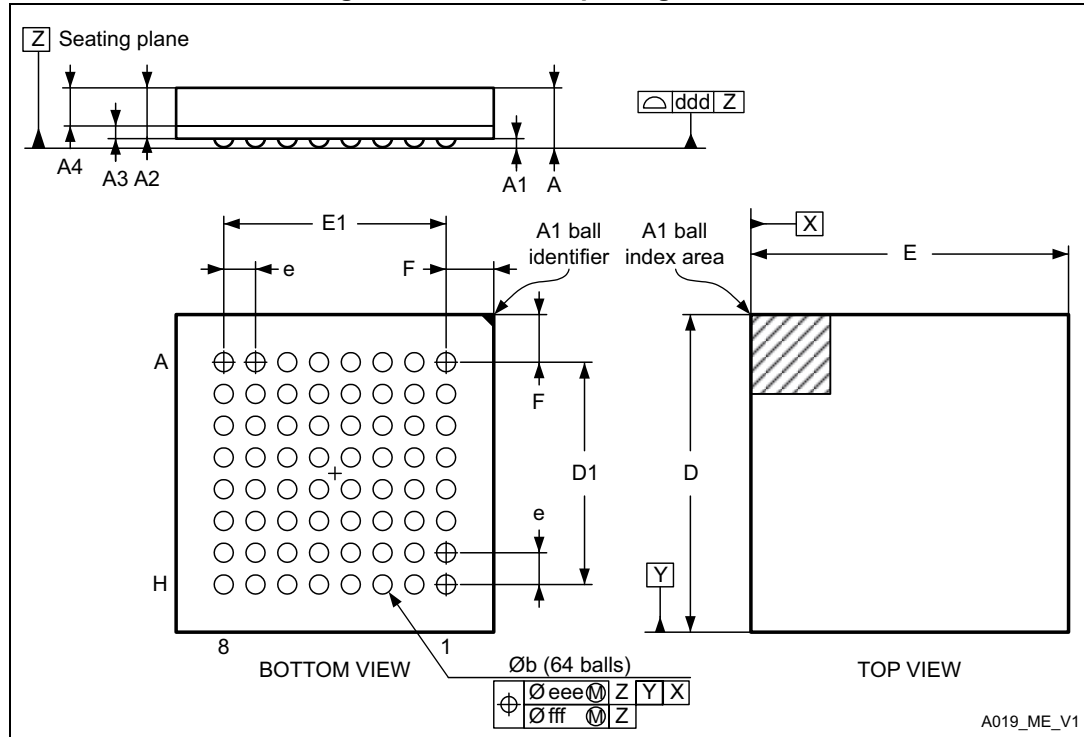 Z Seating plane
ddd Z
A4
A3 A2
A1
A
E1
A1 ball
identifier
A1 ball
index area
X
E
e
F
A
F
D1
D
e
H
Y
8
1
BOTTOM VIEW
Øb (64 balls)
TOP VIEW
Ø eee Ⓜ Z Y X
Ø fff Ⓜ Z
A019_ME_V1